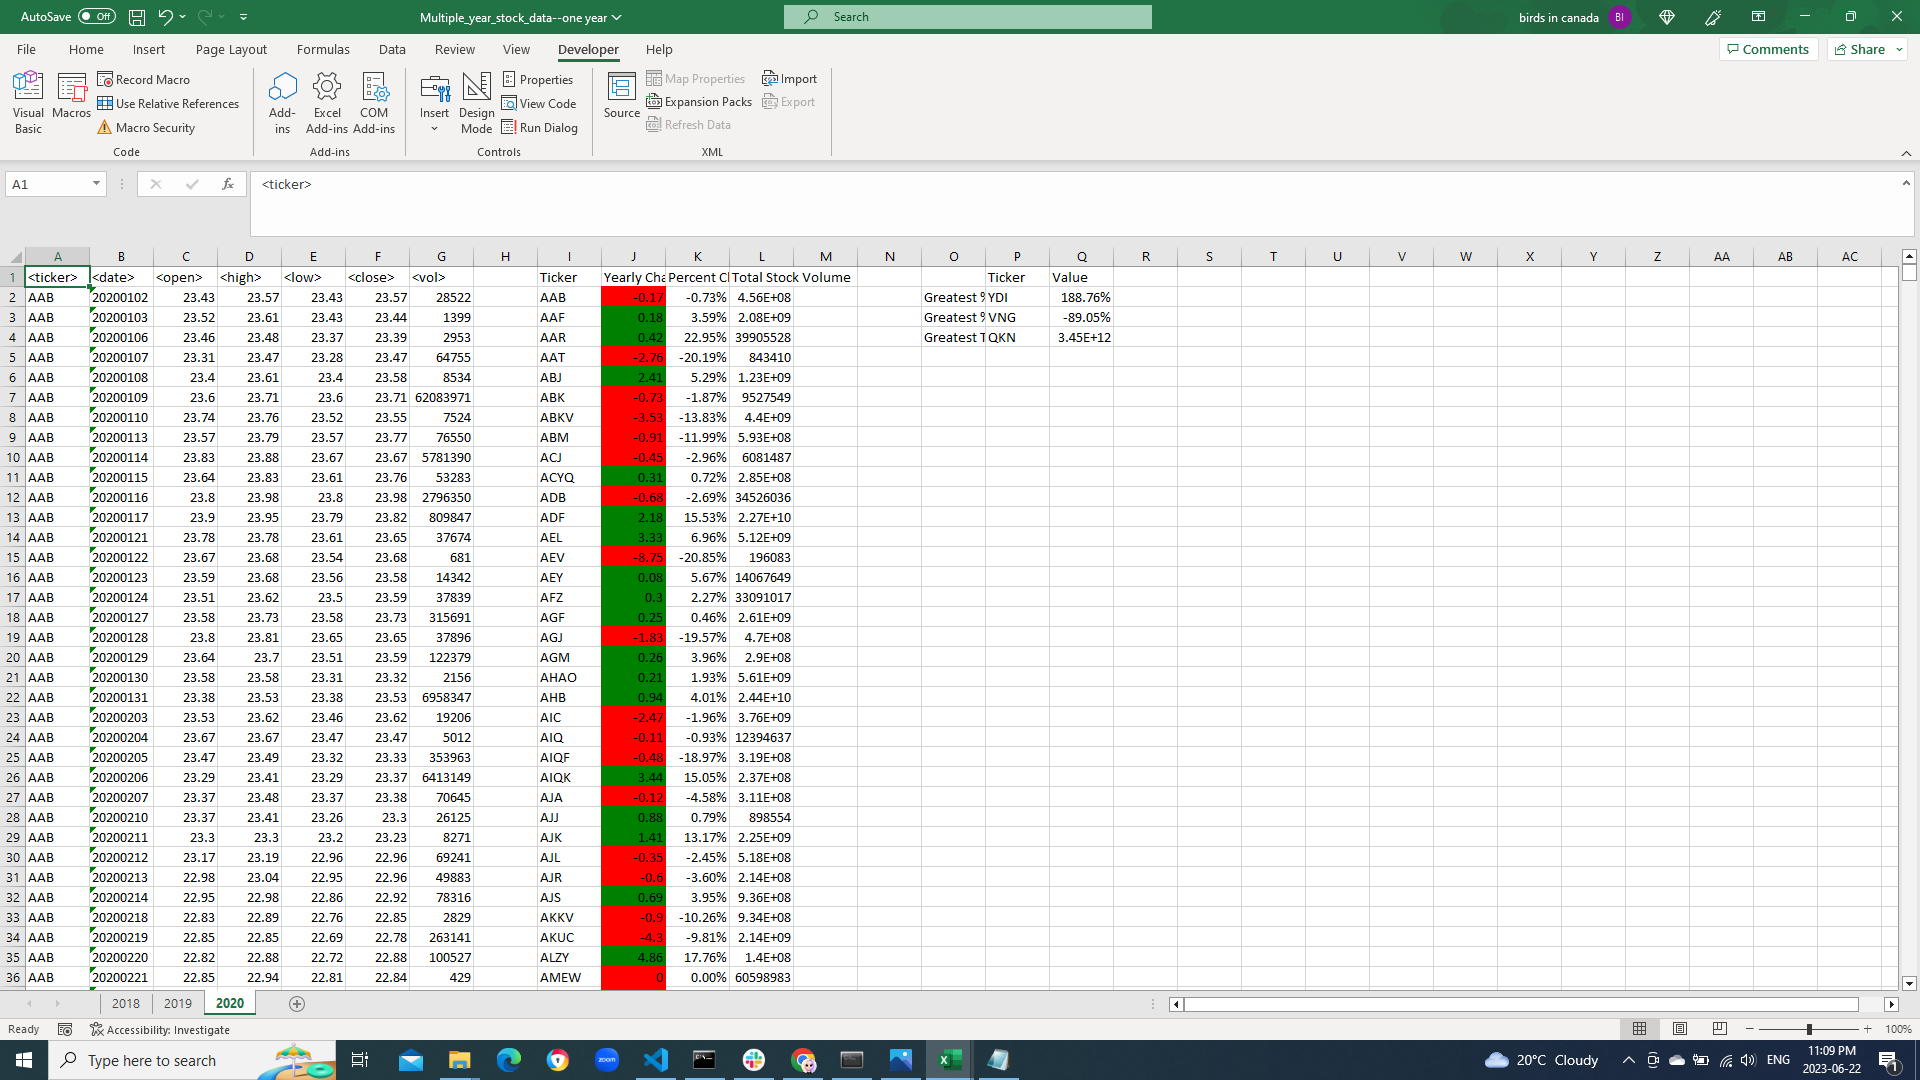 AutoSave Off Multiple_year_stock_data--one year Search birds in canada BI
File Home Insert Page Layout Formulas Data Review View Developer Help Comments Share
Visual Basic Macros Record Macro Use Relative References Macro Security Code
Add-ins Excel Add-ins COM Add-ins Add-ins
Insert Design Mode Properties View Code Run Dialog Controls
Source Map Properties Expansion Packs Refresh Data Import Export XML
A1 fx <ticker>
A B C D E F G H I J K L M N O P Q R S T U V W X Y Z AA AB AC
1 <ticker> <date> <open> <high> <low> <close> <vol> Ticker Yearly Cha Percent Cl Total Stock Volume Ticker Value
2 AAB 20200102 23.43 23.57 23.43 23.57 28522 AAB -0.17 -0.73% 4.56E+08 Greatest % YDI 188.76%
3 AAB 20200103 23.52 23.61 23.43 23.44 1399 AAF 0.18 3.59% 2.08E+09 Greatest % VNG -89.05%
4 AAB 20200106 23.46 23.48 23.37 23.39 2953 AAR 0.42 22.95% 39905528 Greatest T QKN 3.45E+12
5 AAB 20200107 23.31 23.47 23.28 23.47 64755 AAT -2.76 -20.19% 843410
6 AAB 20200108 23.4 23.61 23.4 23.58 8534 ABJ 2.41 5.29% 1.23E+09
7 AAB 20200109 23.6 23.71 23.6 23.71 62083971 ABK -0.73 -1.87% 9527549
8 AAB 20200110 23.74 23.76 23.52 23.55 7524 ABKV -3.53 -13.83% 4.4E+09
9 AAB 20200113 23.57 23.79 23.57 23.77 76550 ABM -0.91 -11.99% 5.93E+08
10 AAB 20200114 23.83 23.88 23.67 23.67 5781390 ACJ -0.45 -2.96% 6081487
11 AAB 20200115 23.64 23.83 23.61 23.76 53283 ACYQ 0.31 0.72% 2.85E+08
12 AAB 20200116 23.8 23.98 23.8 23.98 2796350 ADB -0.68 -2.69% 34526036
13 AAB 20200117 23.9 23.95 23.79 23.82 809847 ADF 2.18 15.53% 2.27E+10
14 AAB 20200121 23.78 23.78 23.61 23.65 37674 AEL 3.33 6.96% 5.12E+09
15 AAB 20200122 23.67 23.68 23.54 23.68 681 AEV -8.75 -20.85% 196083
16 AAB 20200123 23.59 23.68 23.56 23.58 14342 AEY 0.08 5.67% 14067649
17 AAB 20200124 23.51 23.62 23.5 23.59 37839 AFZ 0.3 2.27% 33091017
18 AAB 20200127 23.58 23.73 23.58 23.73 315691 AGF 0.25 0.46% 2.61E+09
19 AAB 20200128 23.8 23.81 23.65 23.65 37896 AGJ -1.83 -19.57% 4.7E+08
20 AAB 20200129 23.64 23.7 23.51 23.59 122379 AGM 0.26 3.96% 2.9E+08
21 AAB 20200130 23.58 23.58 23.31 23.32 2156 AHAO 0.21 1.93% 5.61E+09
22 AAB 20200131 23.38 23.53 23.38 23.53 6958347 AHB 0.94 4.01% 2.44E+10
23 AAB 20200203 23.53 23.62 23.46 23.62 19206 AIC -2.47 -1.96% 3.76E+09
24 AAB 20200204 23.67 23.67 23.47 23.47 5012 AIQ -0.11 -0.93% 12394637
25 AAB 20200205 23.47 23.49 23.32 23.33 353963 AIQF -0.48 -18.97% 3.19E+08
26 AAB 20200206 23.29 23.41 23.29 23.37 6413149 AIQK 3.44 15.05% 2.37E+08
27 AAB 20200207 23.37 23.48 23.37 23.38 70645 AJA -0.12 -4.58% 3.11E+08
28 AAB 20200210 23.37 23.41 23.26 23.3 26125 AJJ 0.88 0.79% 898554
29 AAB 20200211 23.3 23.3 23.2 23.23 8271 AJK 1.41 13.17% 2.25E+09
30 AAB 20200212 23.17 23.19 22.96 22.96 69241 AJL -0.35 -2.45% 5.18E+08
31 AAB 20200213 22.98 23.04 22.95 22.96 49883 AJR -0.6 -3.60% 2.14E+08
32 AAB 20200214 22.95 22.98 22.86 22.92 78316 AJS 0.69 3.95% 9.36E+08
33 AAB 20200218 22.83 22.89 22.76 22.85 2829 AKKV -0.9 -10.26% 9.34E+08
34 AAB 20200219 22.85 22.85 22.69 22.78 263141 AKUC -4.3 -9.81% 2.14E+09
35 AAB 20200220 22.82 22.88 22.72 22.88 100527 ALZY 4.86 17.76% 1.4E+08
36 AAB 20200221 22.85 22.94 22.81 22.84 429 AMEW 0 0.00% 60598983
2018 2019 2020
Ready Accessibility: Investigate 100%
Type here to search zoom 20°C Cloudy ENG 11:09 PM 2023-06-22 1